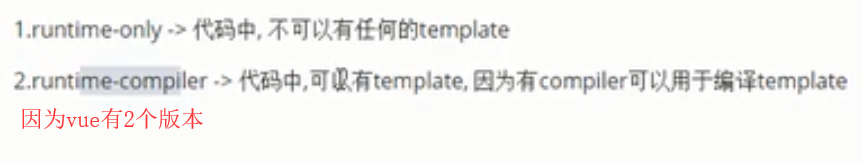 1.runtime-only -> 代码中, 不可以有任何的template
2.runtime-compiler -> 代码中,可以有template, 因为有compiler可以用于编译template
因为vue有2个版本